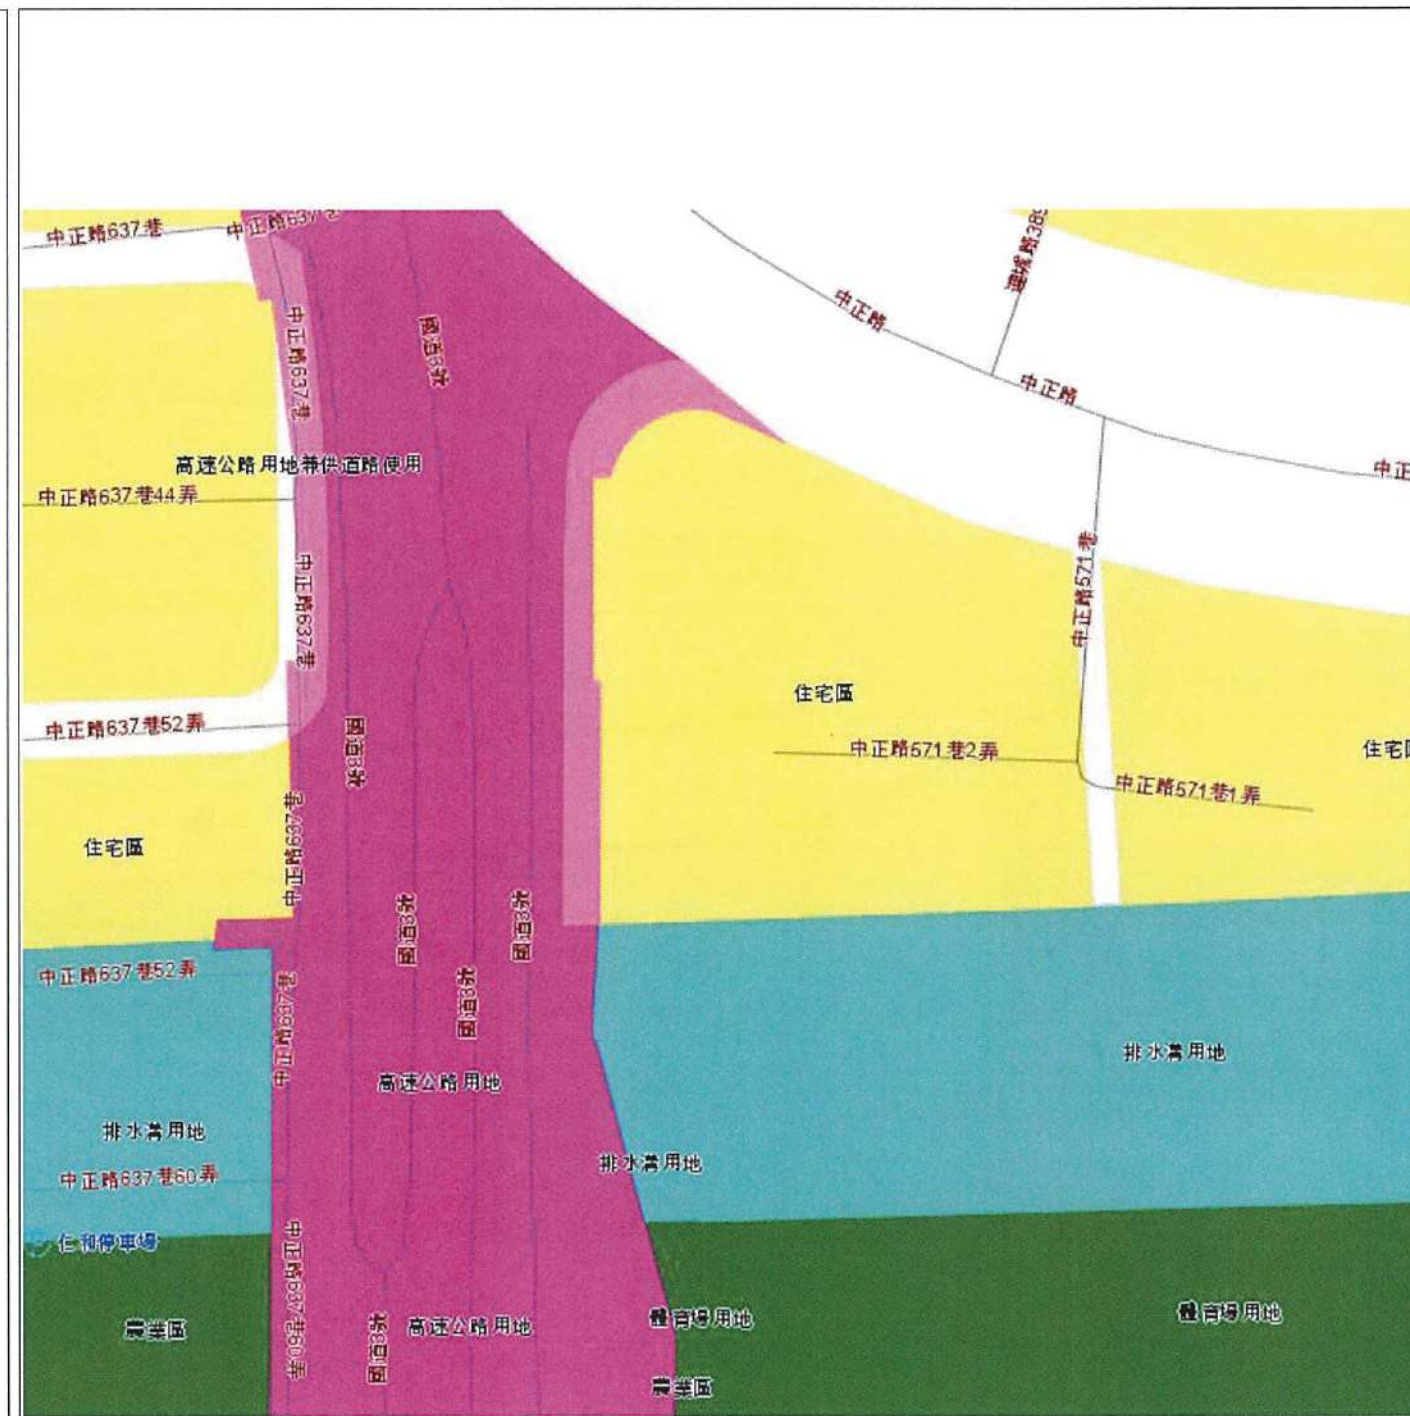 中正路637巷
中正路637巷
連城路389
中正路
中正路637巷
國道3號
中正路
高速公路用地兼供道路使用
中正
中正路637巷44弄
中正路571巷
中正路637巷
住宅區
中正路637巷52弄
國道3號
中正路571巷2弄
住宅區
中正路571巷1弄
住宅區
中正路637巷
國道3號
國道3號
中正路637巷52弄
國道3號
中正路637巷
排水溝用地
高速公路用地
排水溝用地
排水溝用地
中正路637巷60弄
仁和停車場
中正路637巷60弄
農業區
國道3號
高速公路用地
體育場用地
體育場用地
農業區